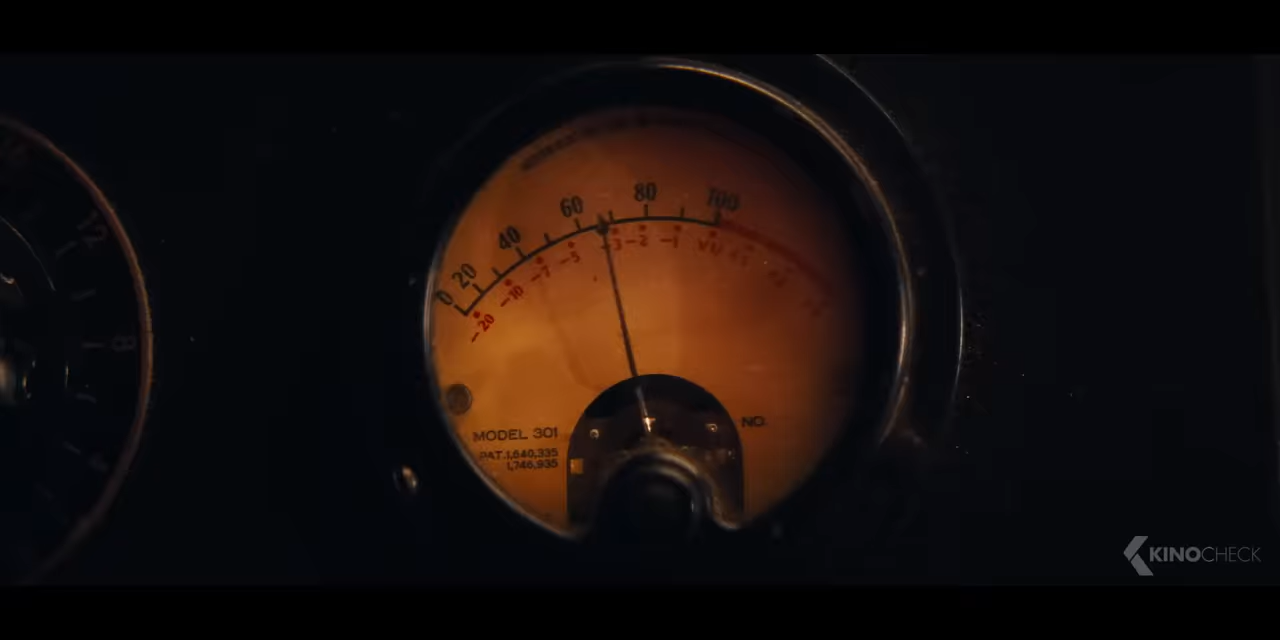 0 20 40 60 80 100
-20 -10 -7 -5 -3 -2 -1 VU
MODEL 301
NO.
PAT.1,640,335
1,746,935
KINOCHECK